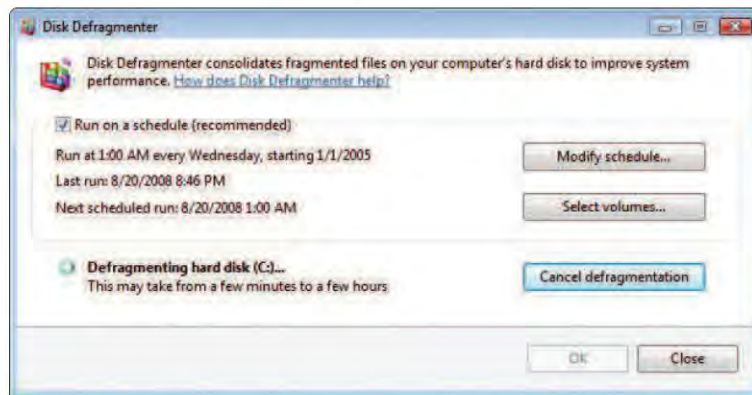 Disk Defragmenter
Disk Defragmenter consolidates fragmented files on your computer's hard disk to improve system
performance. How does Disk Defragmenter help?
Run on a schedule (recommended)
Run at 1:00 AM every Wednesday, starting 1/1/2005
Modify schedule...
Last run: 8/20/2008 8:46 PM
Next scheduled run: 8/20/2008 1:00 AM
Select volumes...
Defragmenting hard disk (C:)...
This may take from a few minutes to a few hours
Cancel defragmentation
OK
Close